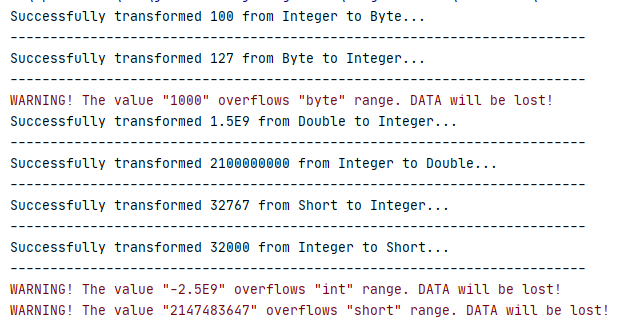 Successfully transformed 100 from Integer to Byte...
------------------------------------------------------------------------
Successfully transformed 127 from Byte to Integer...
------------------------------------------------------------------------
WARNING! The value "1000" overflows "byte" range. DATA will be lost!
Successfully transformed 1.5E9 from Double to Integer...
------------------------------------------------------------------------
Successfully transformed 2100000000 from Integer to Double...
------------------------------------------------------------------------
Successfully transformed 32767 from Short to Integer...
------------------------------------------------------------------------
Successfully transformed 32000 from Integer to Short...
------------------------------------------------------------------------
WARNING! The value "-2.5E9" overflows "int" range. DATA will be lost!
WARNING! The value "2147483647" overflows "short" range. DATA will be lost!